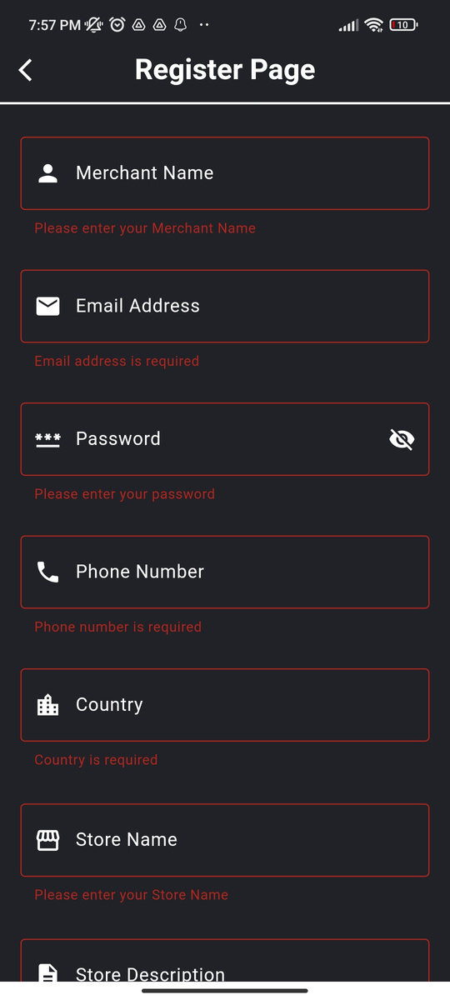 7:57 PM
10
Register Page
Merchant Name
Please enter your Merchant Name
Email Address
Email address is required
Password
Please enter your password
Phone Number
Phone number is required
Country
Country is required
Store Name
Please enter your Store Name
Store Description